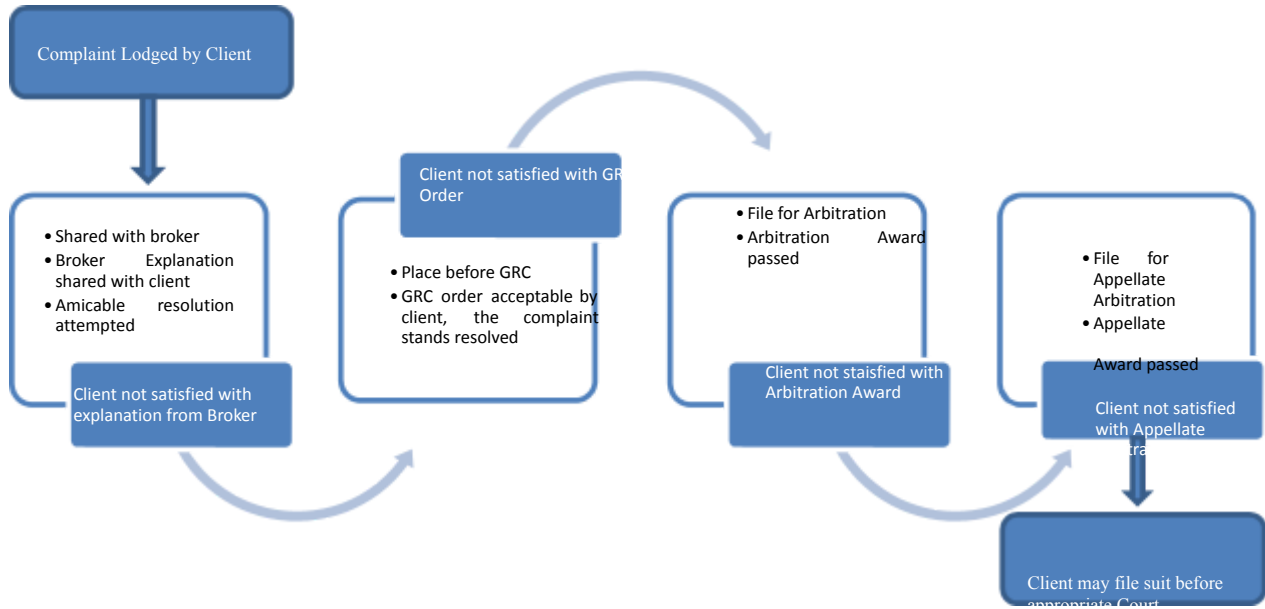 Complaint Lodged by Client
• Shared with broker
• Broker Explanation
shared with client
• Amicable resolution
attempted
Client not satisfied with
explanation from Broker
Client not satisfied with GR
Order
• Place before GRC
• GRC order acceptable by
client, the complaint
stands resolved
• File for Arbitration
• Arbitration Award
passed
Client not staisfied with
Arbitration Award
• File for
Appellate
Arbitration
• Appellate
Award passed
Client not satisfied
with Appellate
Client may file suit before
appropriate Court